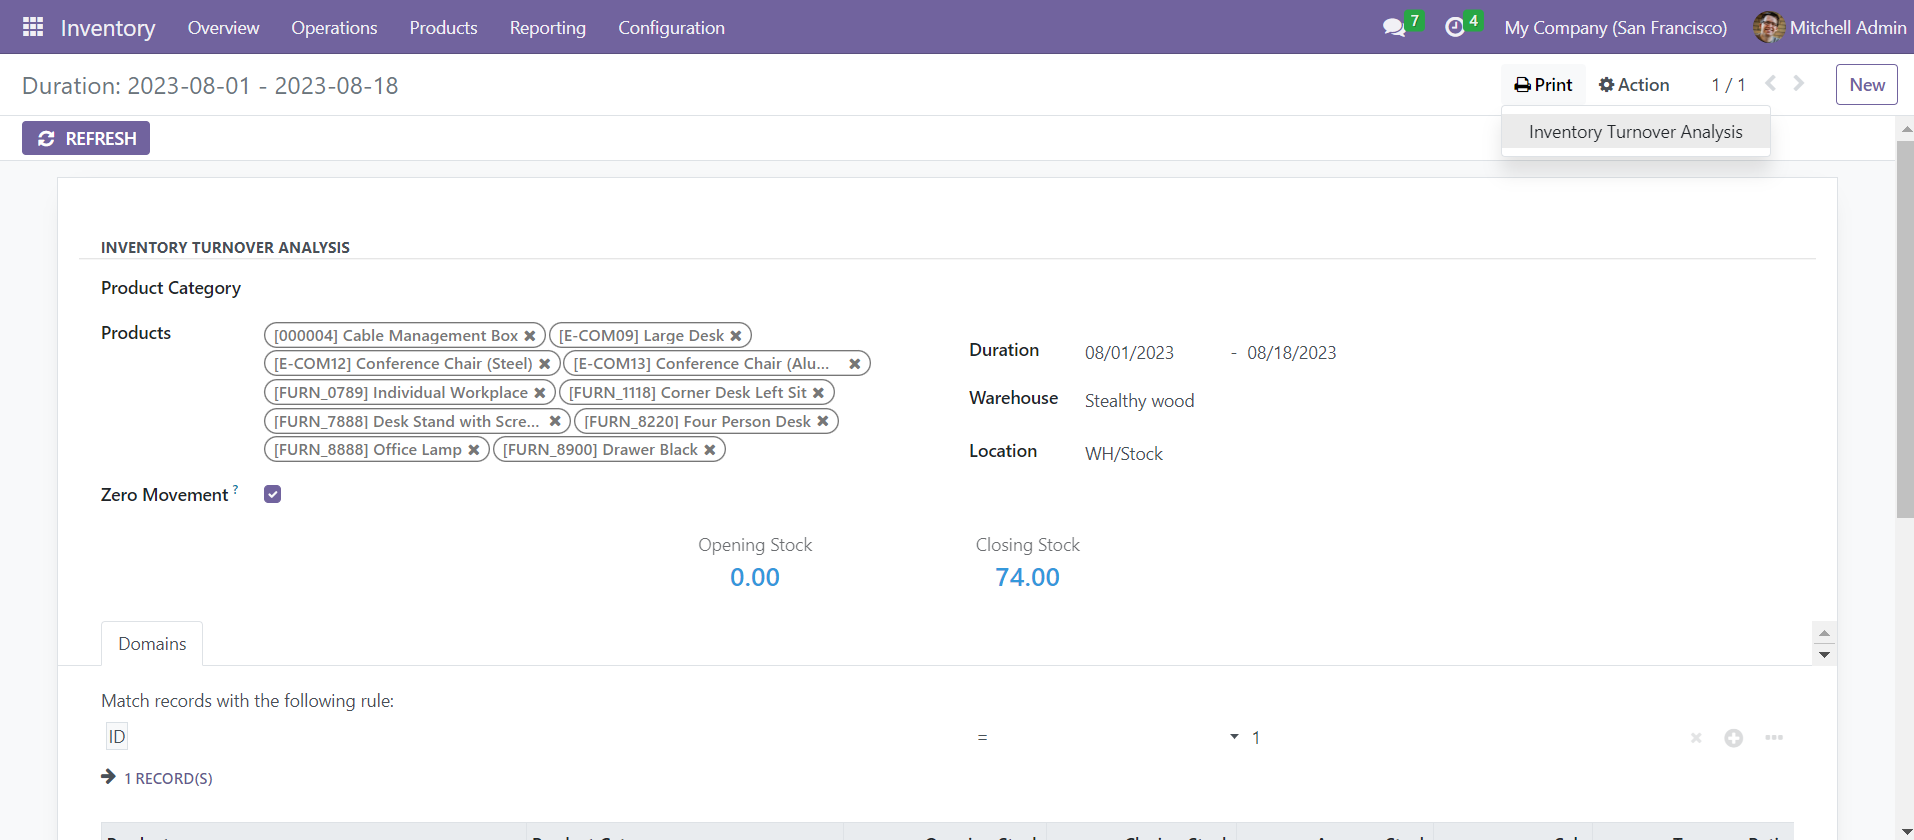 Inventory Overview Operations Products Reporting Configuration 7 4 My Company (San Francisco) Mitchell Admin
Duration: 2023-08-01 - 2023-08-18 Print Action 1 / 1 New
REFRESH
Inventory Turnover Analysis
INVENTORY TURNOVER ANALYSIS
Product Category
Products
[000004] Cable Management Box [E-COM09] Large Desk
[E-COM12] Conference Chair (Steel) [E-COM13] Conference Chair (Alu...
[FURN_0789] Individual Workplace [FURN_1118] Corner Desk Left Sit
[FURN_7888] Desk Stand with Scre... [FURN_8220] Four Person Desk
[FURN_8888] Office Lamp [FURN_8900] Drawer Black
Duration 08/01/2023 - 08/18/2023
Warehouse Stealthy wood
Location WH/Stock
Zero Movement ?
Opening Stock Closing Stock
0.00 74.00
Domains
Match records with the following rule:
ID = 1
1 RECORD(S)